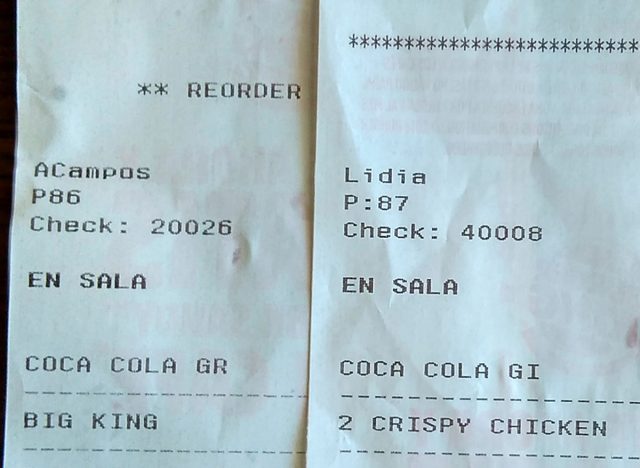 ** REORDER
ACampos
P86
Check: 20026
EN SALA
COCA COLA GR
BIG KING
*************************
Lidia
P:87
Check: 40008
EN SALA
COCA COLA GI
2 CRISPY CHICKEN